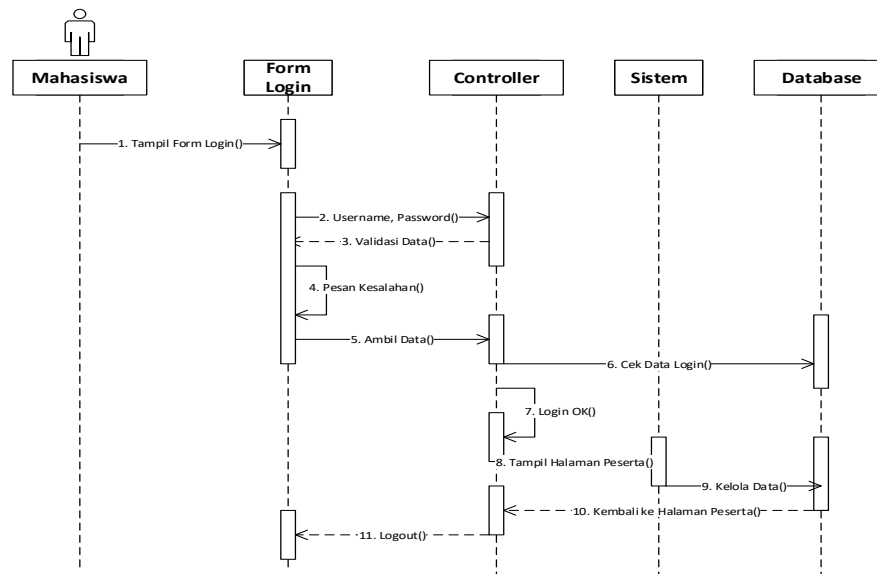 Mahasiswa
Form
Login
Controller
Sistem
Database
1. Tampil Form Login()
2. Username, Password()
3. Validasi Data()
4. Pesan Kesalahan()
5. Ambil Data()
6. Cek Data Login()
7. Login OK()
8. Tampil Halaman Peserta()
9. Kelola Data()
10. Kembali ke Halaman Peserta()
11. Logout()